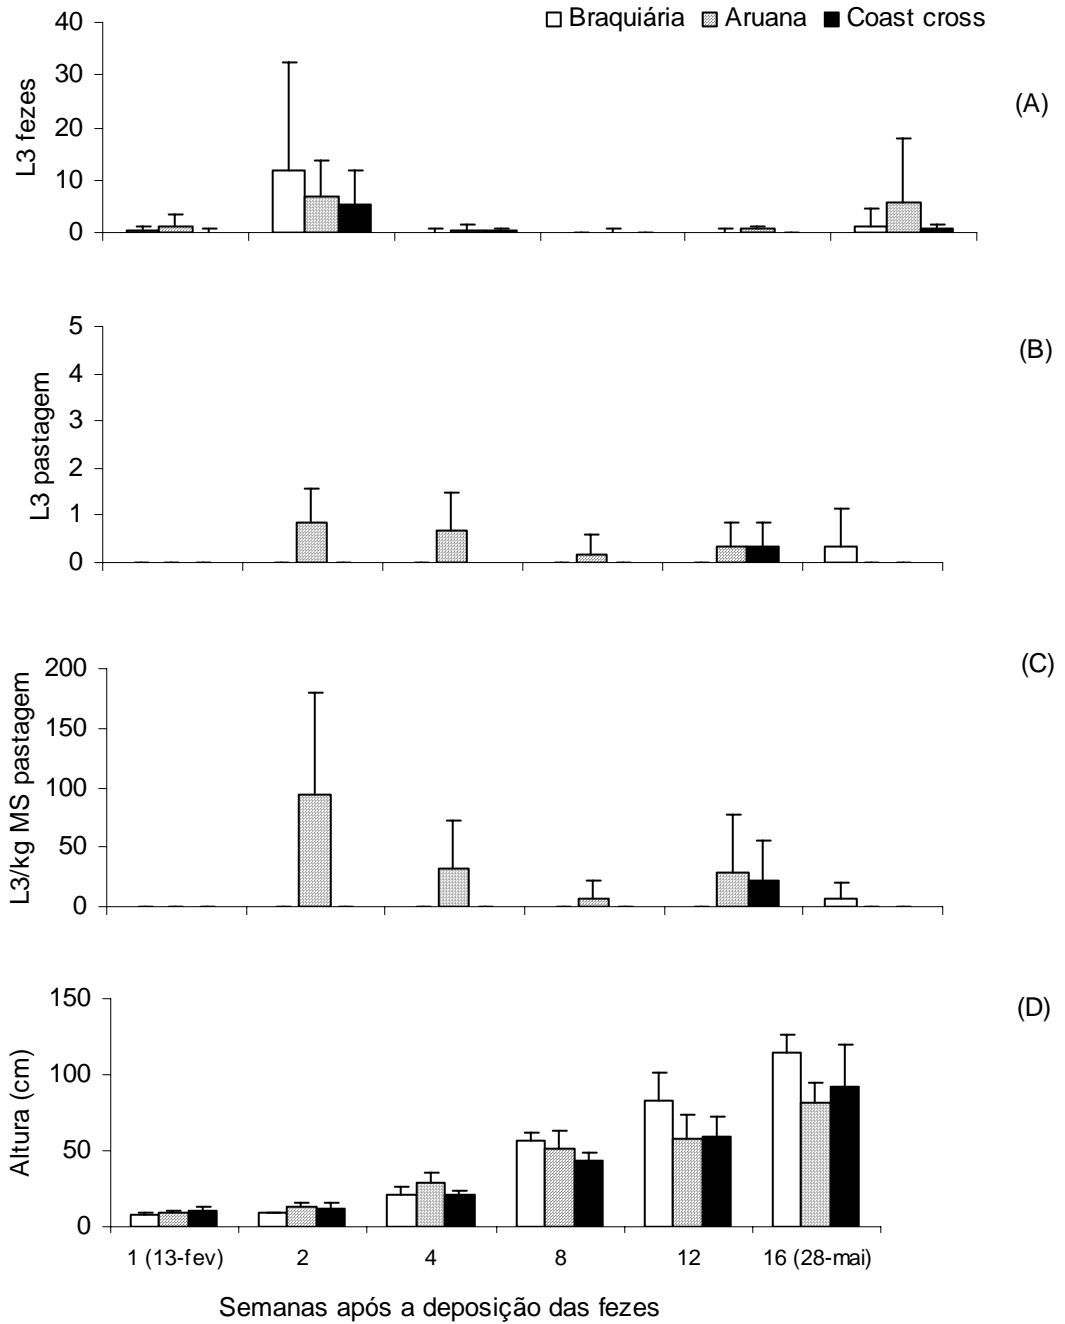 Braquiária Aruana Coast cross
40
30
20
10
0
L3 fezes
(A)
5
4
3
2
1
0
L3 pastagem
(B)
200
150
100
50
0
L3/kg MS pastagem
(C)
150
100
50
0
Altura (cm)
(D)
1 (13-fev) 2 4 8 12 16 (28-mai)
Semanas após a deposição das fezes